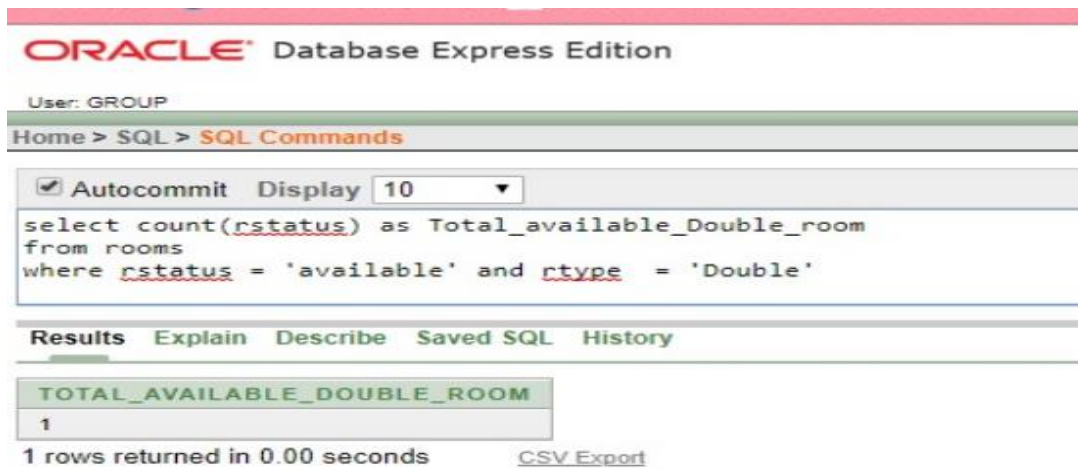 ORACLE Database Express Edition
User: GROUP
Home > SQL > SQL Commands
Autocommit Display 10
select count(rstatus) as Total_available_Double_room
from rooms
where rstatus = 'available' and rtype = 'Double'
Results Explain Describe Saved SQL History
TOTAL_AVAILABLE_DOUBLE_ROOM
1
1 rows returned in 0.00 seconds CSV Export